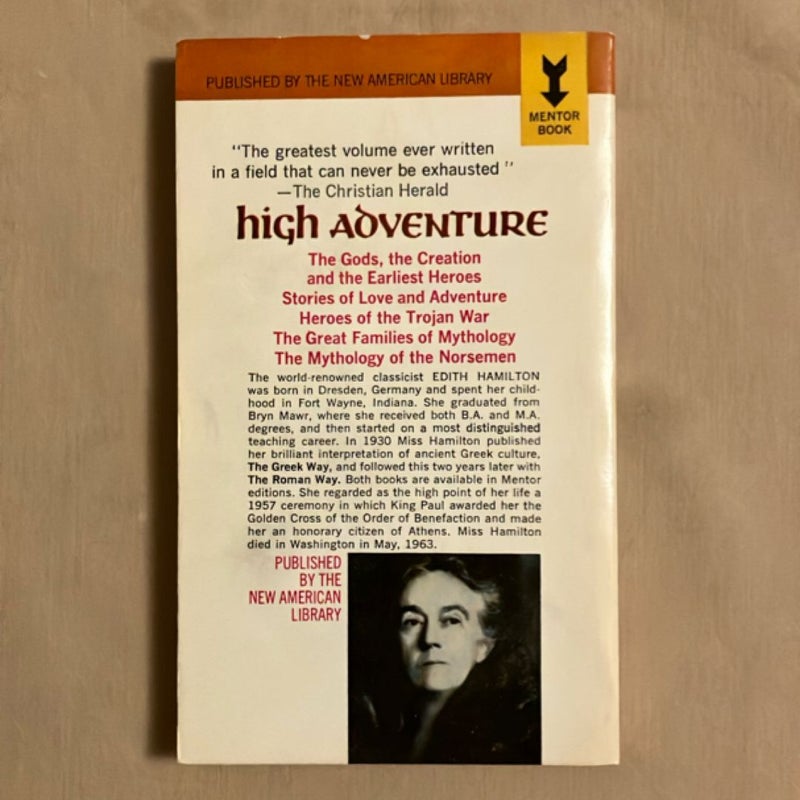 PUBLISHED BY THE NEW AMERICAN LIBRARY
MENTOR
BOOK
"The greatest volume ever written
in a field that can never be exhausted"
—The Christian Herald
high ADVENTURE
The Gods, the Creation
and the Earliest Heroes
Stories of Love and Adventure
Heroes of the Trojan War
The Great Families of Mythology
The Mythology of the Norsemen
The world-renowned classicist EDITH HAMILTON
was born in Dresden, Germany and spent her child-
hood in Fort Wayne, Indiana. She graduated from
Bryn Mawr, where she received both B.A. and M.A.
degrees, and then started on a most distinguished
teaching career. In 1930 Miss Hamilton published
her brilliant interpretation of ancient Greek culture,
The Greek Way, and followed this two years later with
The Roman Way. Both books are available in Mentor
editions. She regarded as the high point of her life a
1957 ceremony in which King Paul awarded her the
Golden Cross of the Order of Benefaction and made
her an honorary citizen of Athens. Miss Hamilton
died in Washington in May, 1963.
PUBLISHED
BY THE
NEW AMERICAN
LIBRARY